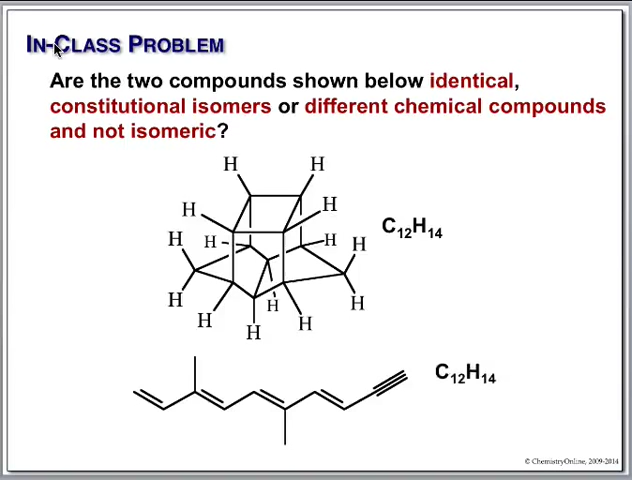 IN-CLASS PROBLEM
Are the two compounds shown below identical,
constitutional isomers or different chemical compounds
and not isomeric?
H H
H H
C₁₂H₁₄
H H H H
H H H
H H H
C₁₂H₁₄
© ChemistryOnline, 2009-2014